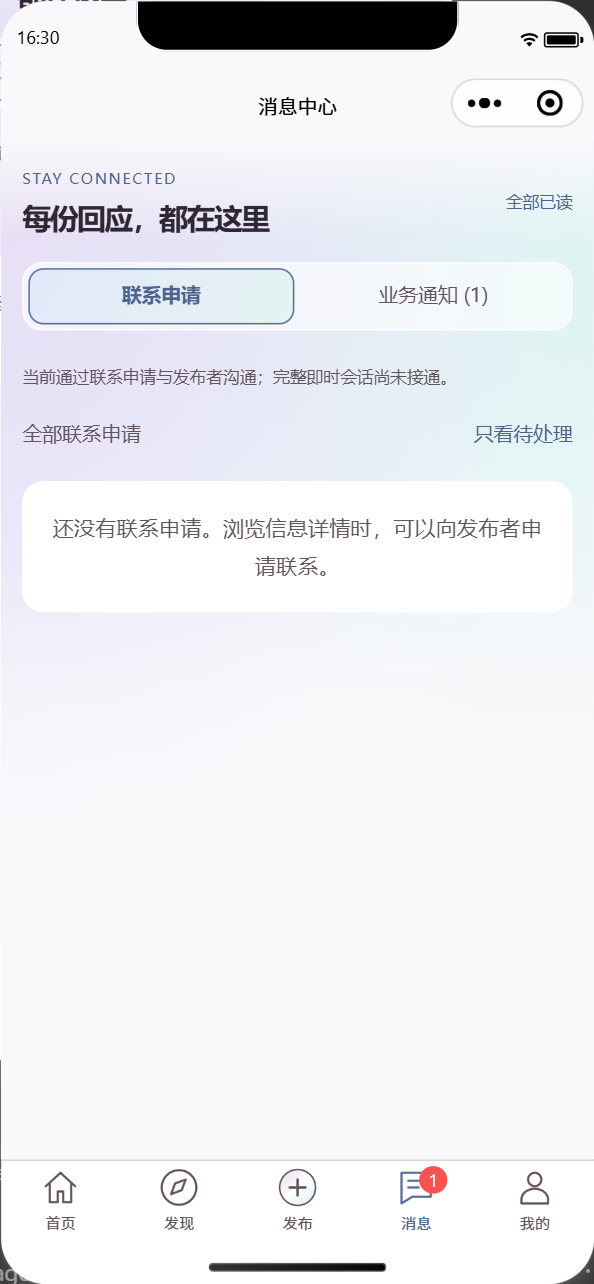 16:30
消息中心
STAY CONNECTED
每份回应，都在这里
全部已读
联系申请
业务通知 (1)
当前通过联系申请与发布者沟通；完整即时会话尚未接通。
全部联系申请
只看待处理
还没有联系申请。浏览信息详情时，可以向发布者申
请联系。
1
首页
发现
发布
消息
我的